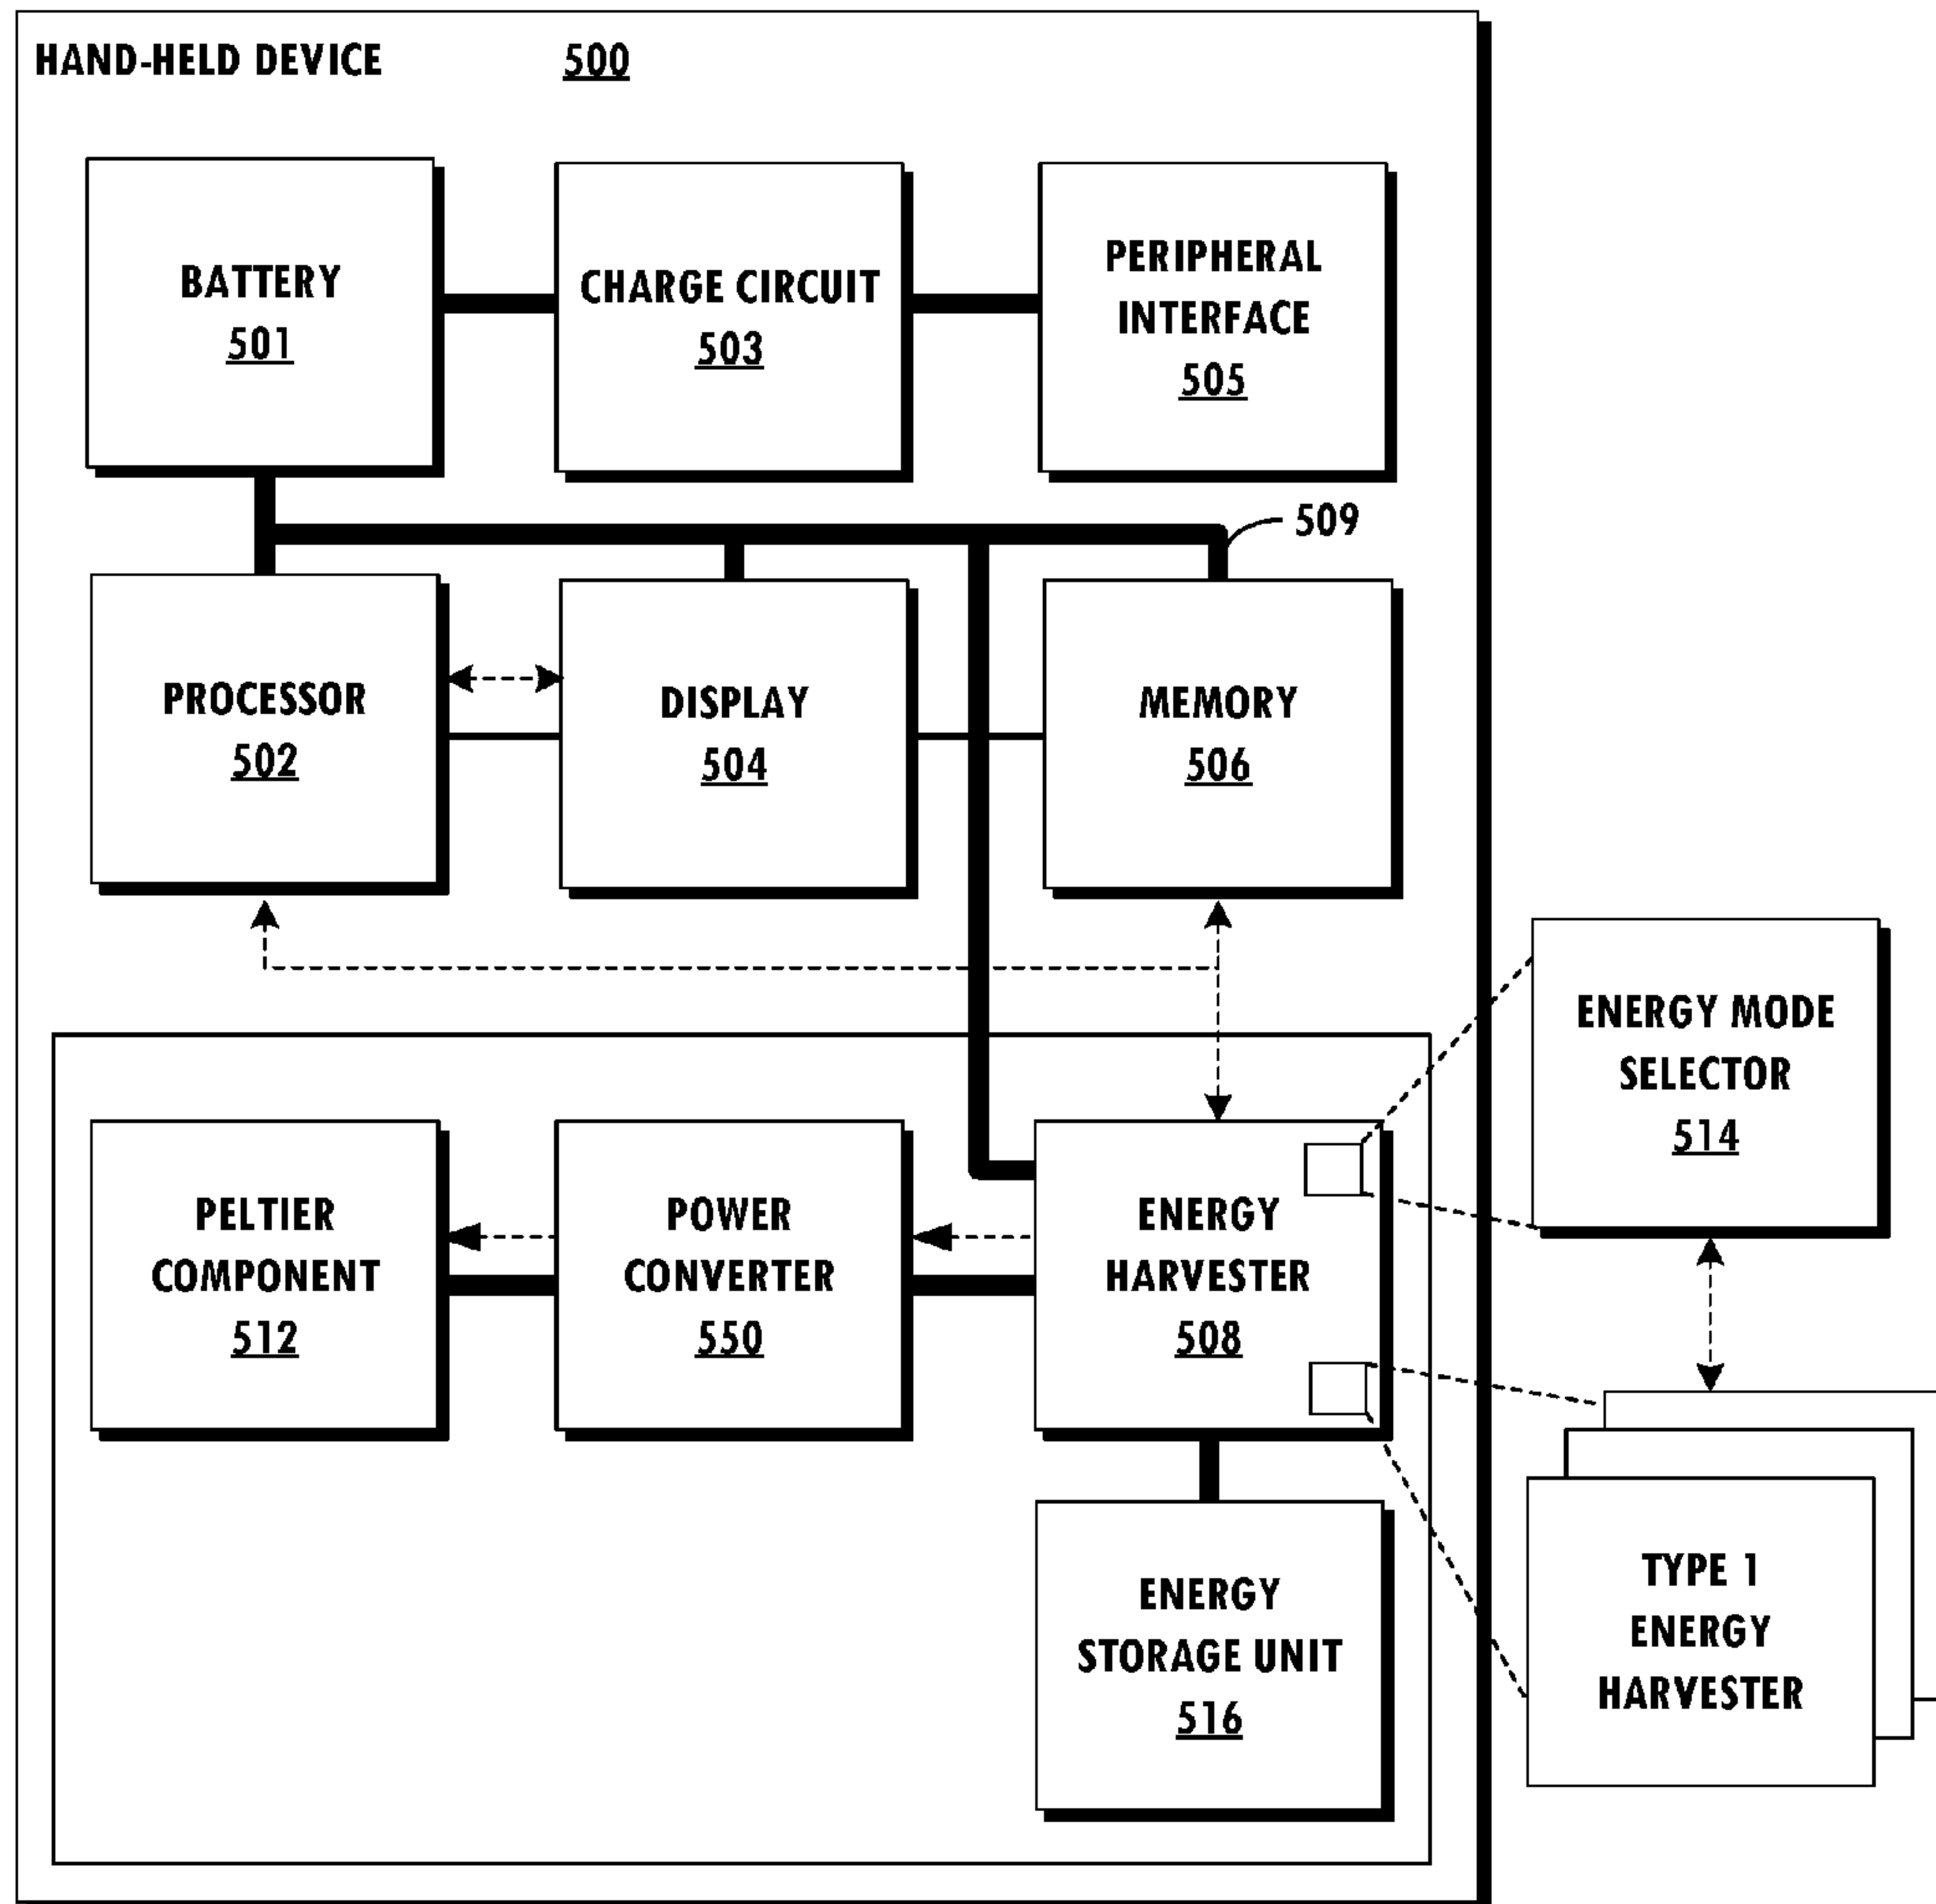 HAND-HELD DEVICE 500
BATTERY
501
CHARGE CIRCUIT
503
PERIPHERAL
INTERFACE
505
509
PROCESSOR
502
DISPLAY
504
MEMORY
506
ENERGY MODE
SELECTOR
514
PELTIER
COMPONENT
512
POWER
CONVERTER
550
ENERGY
HARVESTER
508
ENERGY
STORAGE UNIT
516
TYPE 1
ENERGY
HARVESTER